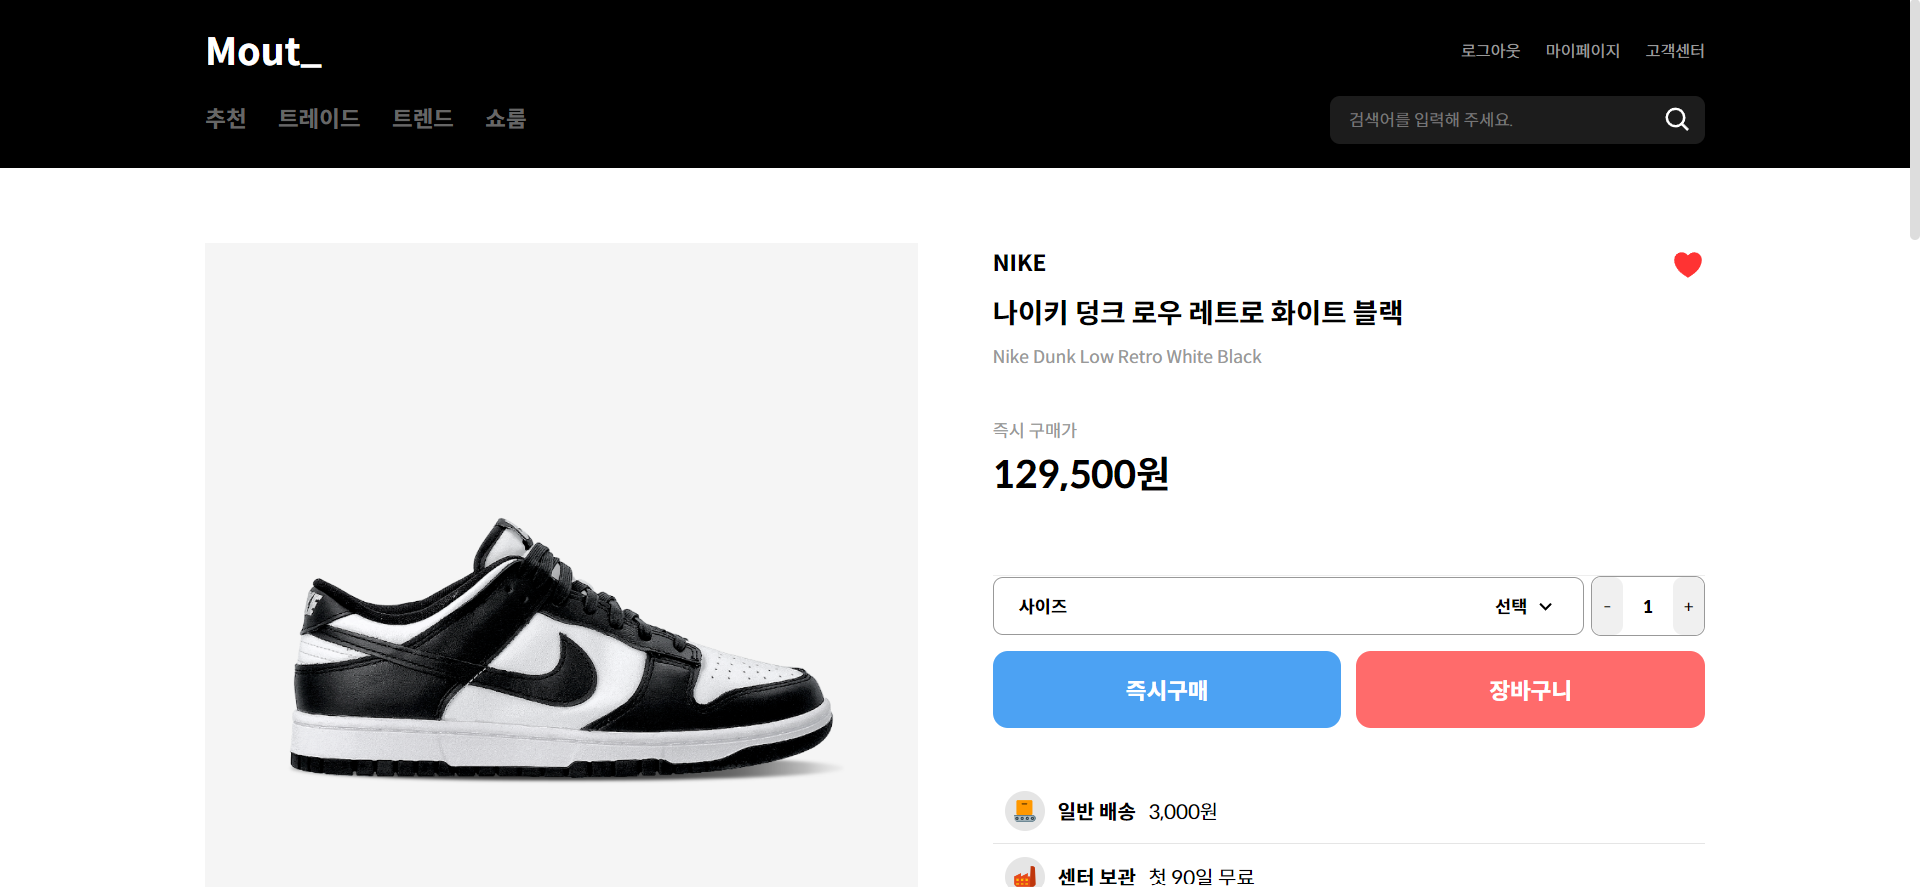 Mout_
로그아웃 마이페이지 고객센터
추천 트레이드 트렌드 쇼룸
검색어를 입력해 주세요.
NIKE
나이키 덩크 로우 레트로 화이트 블랙
Nike Dunk Low Retro White Black
즉시 구매가
129,500원
사이즈 선택 - 1 +
즉시구매 장바구니
일반 배송 3,000원
센터 보관 첫 90일 무료